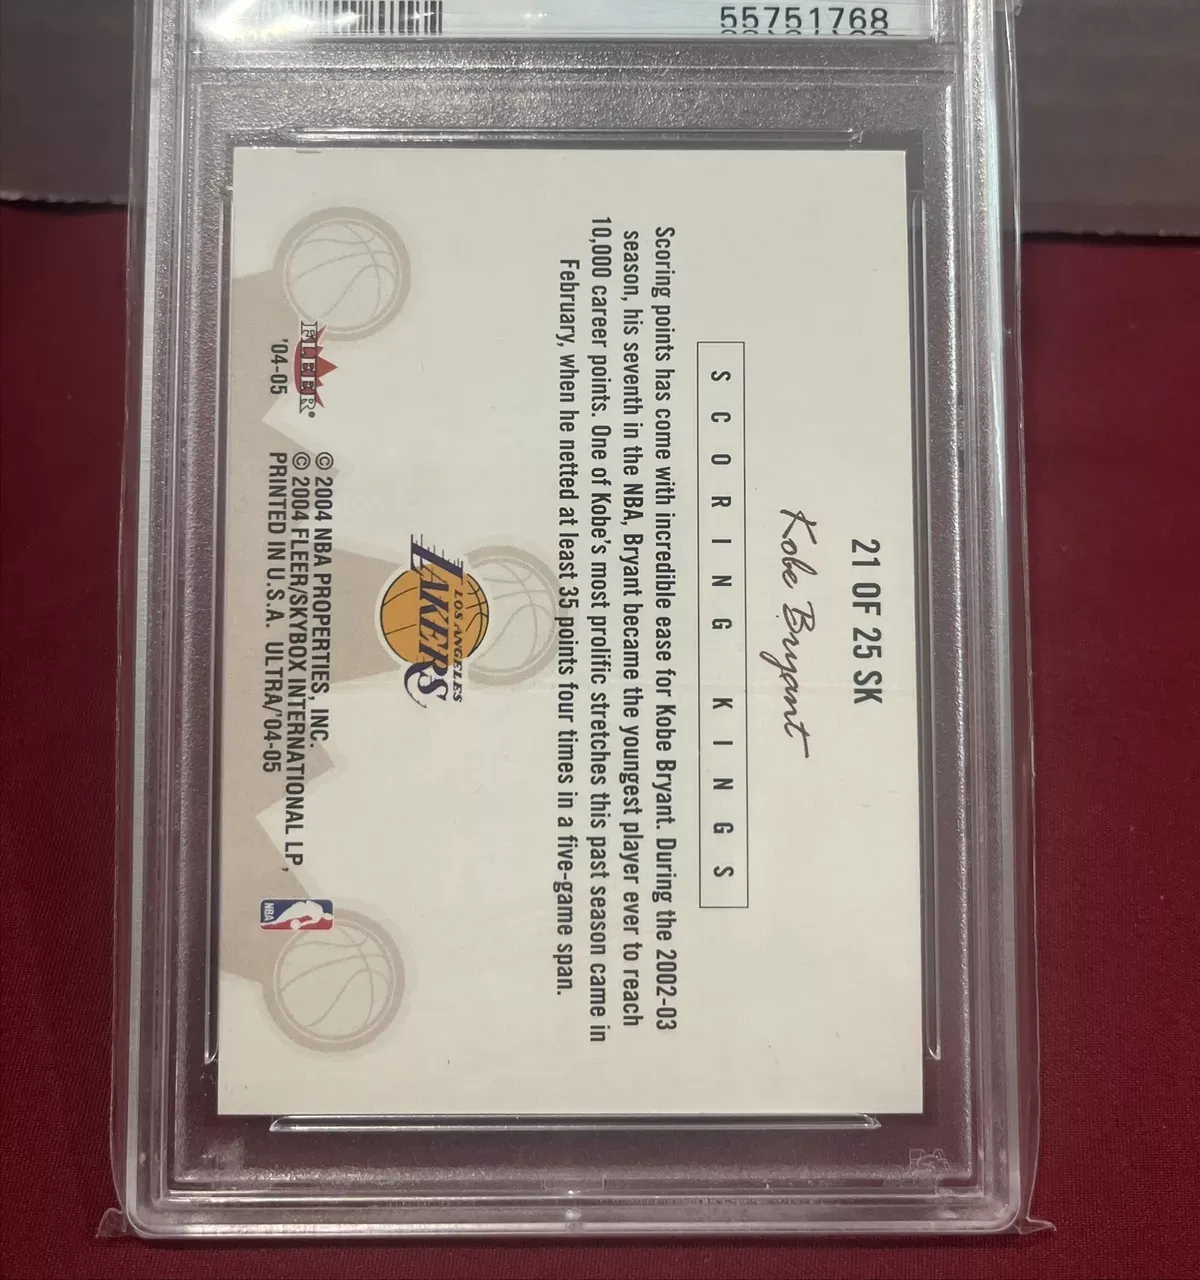 55751768
21 OF 25 SK
Kobe Bryant
SCORING KINGS
Scoring points has come with incredible ease for Kobe Bryant. During the 2002-03
season, his seventh in the NBA, Bryant became the youngest player ever to reach
10,000 career points. One of Kobe's most prolific stretches this past season came in
February, when he netted at least 35 points four times in a five-game span.
LOS ANGELES
LAKERS
FLEER®
'04-05
© 2004 NBA PROPERTIES, INC.
© 2004 FLEER/SKYBOX INTERNATIONAL LP,
PRINTED IN U.S.A. ULTRA/'04-05
NBA